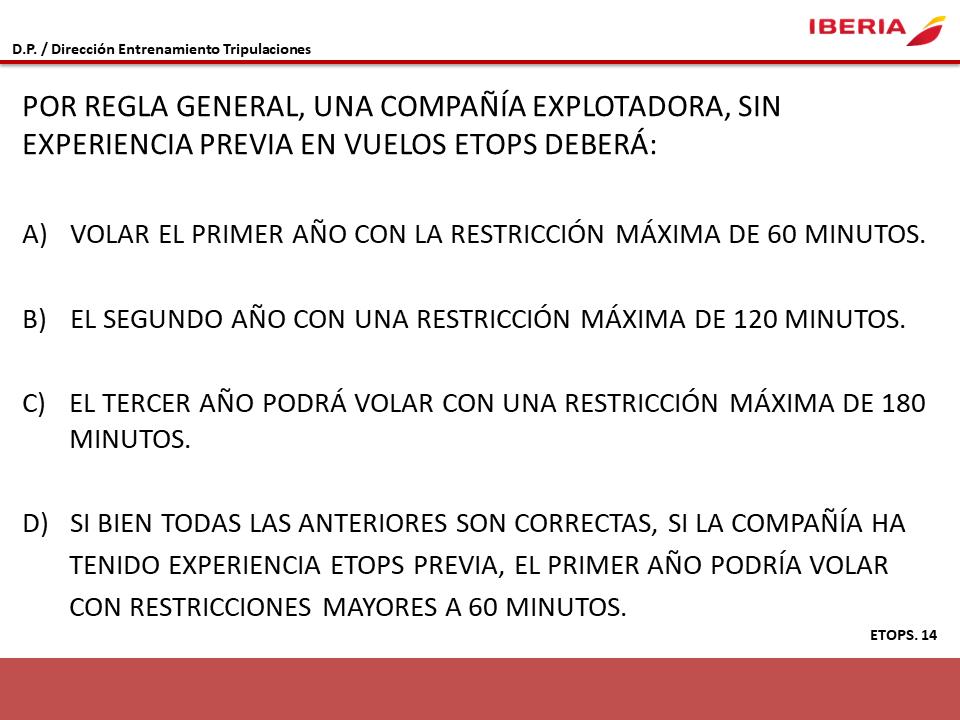 IBERIA
D.P. / Dirección Entrenamiento Tripulaciones
POR REGLA GENERAL, UNA COMPAÑÍA EXPLOTADORA, SIN
EXPERIENCIA PREVIA EN VUELOS ETOPS DEBERÁ:
A) VOLAR EL PRIMER AÑO CON LA RESTRICCIÓN MÁXIMA DE 60 MINUTOS.
B) EL SEGUNDO AÑO CON UNA RESTRICCIÓN MÁXIMA DE 120 MINUTOS.
C) EL TERCER AÑO PODRÁ VOLAR CON UNA RESTRICCIÓN MÁXIMA DE 180
MINUTOS.
D) SI BIEN TODAS LAS ANTERIORES SON CORRECTAS, SI LA COMPAÑÍA HA
TENIDO EXPERIENCIA ETOPS PREVIA, EL PRIMER AÑO PODRÍA VOLAR
CON RESTRICCIONES MAYORES A 60 MINUTOS.
ETOPS. 14